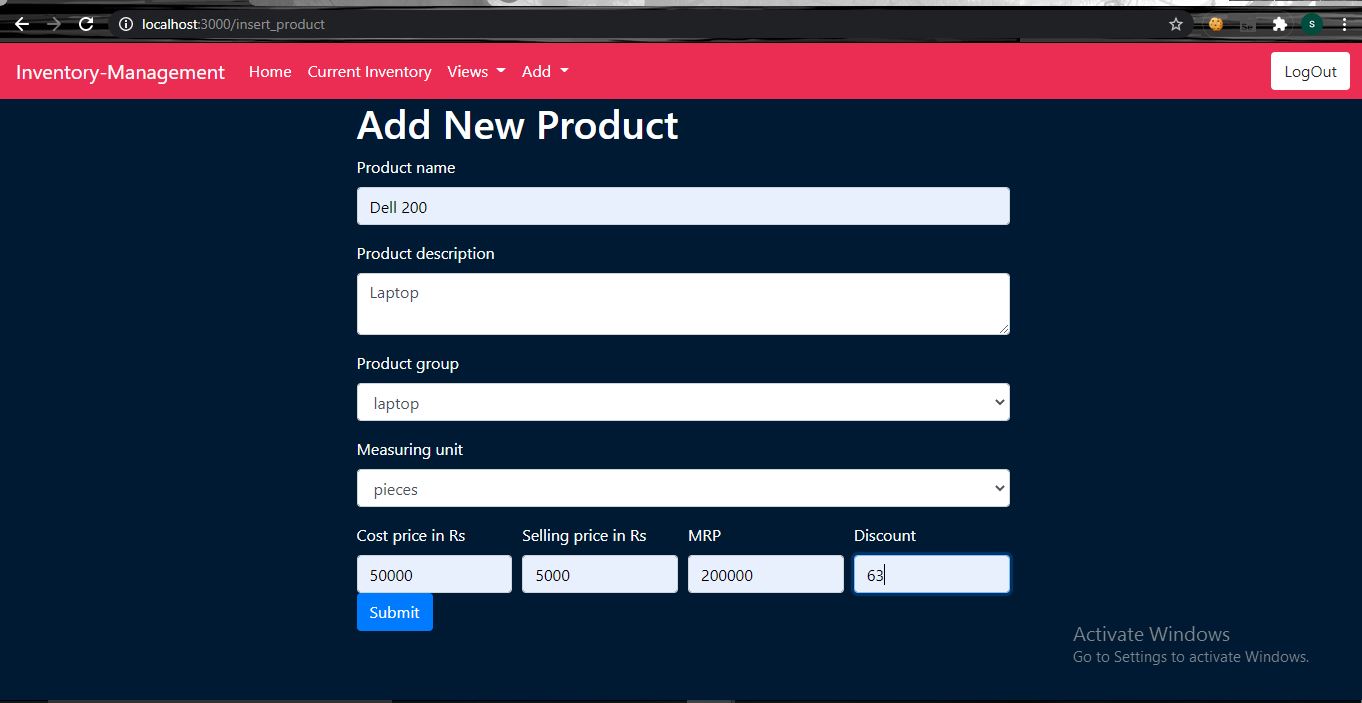 localhost:3000/insert_product
S
Inventory-Management Home Current Inventory Views Add LogOut
Add New Product
Product name
Dell 200
Product description
Laptop
Product group
laptop
Measuring unit
pieces
Cost price in Rs Selling price in Rs MRP Discount
50000 5000 200000 63
Submit
Activate Windows
Go to Settings to activate Windows.